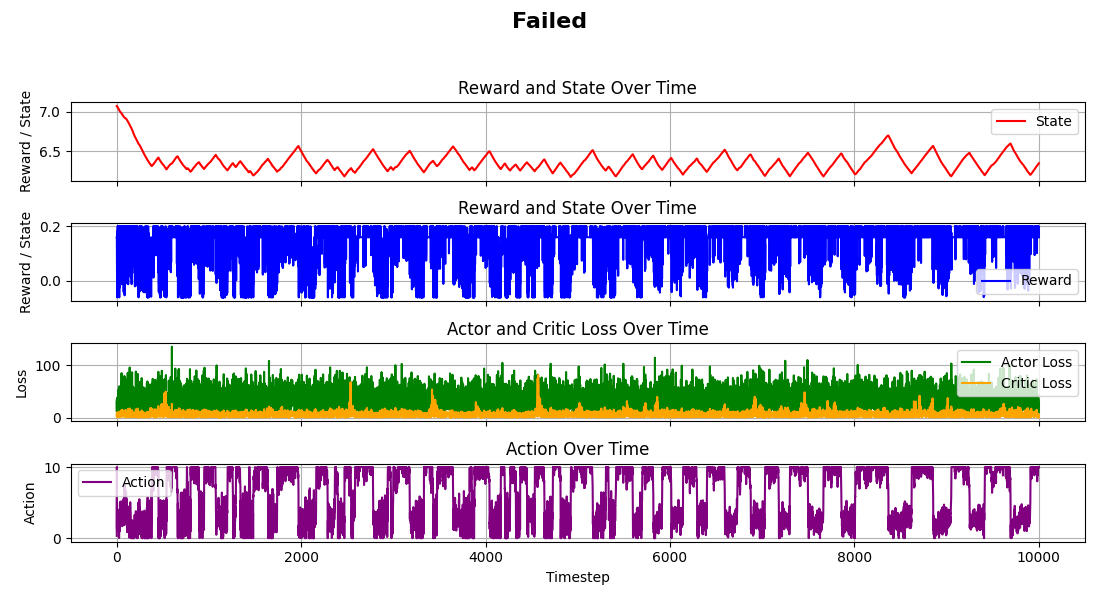 Failed
Reward and State Over Time
Reward / State
7.0
6.5
State
Reward and State Over Time
Reward / State
0.2
0.0
Reward
Actor and Critic Loss Over Time
Loss
100
0
Actor Loss
Critic Loss
Action Over Time
Action
10
0
Action
0 2000 4000 6000 8000 10000
Timestep